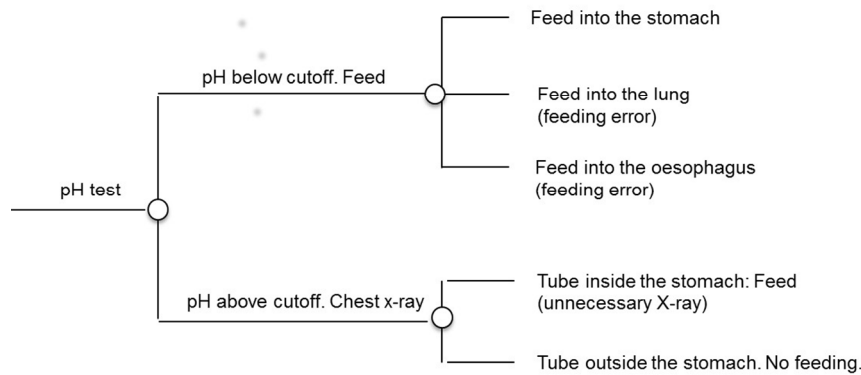 Feed into the stomach
pH below cutoff. Feed
Feed into the lung
(feeding error)
Feed into the oesophagus
(feeding error)
pH test
Tube inside the stomach: Feed
(unnecessary X-ray)
pH above cutoff. Chest x-ray
Tube outside the stomach. No feeding.